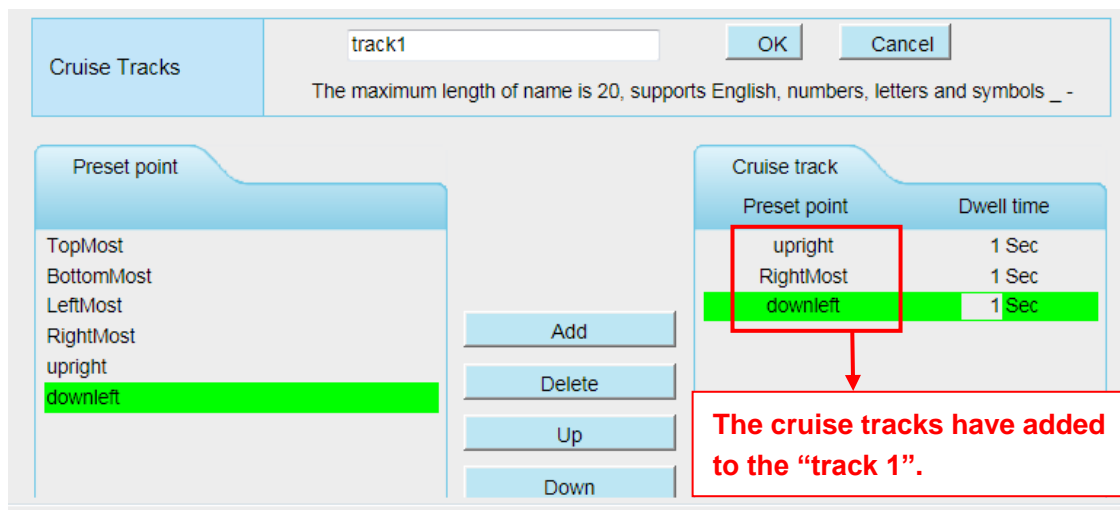 track1
OK
Cancel
Cruise Tracks
The maximum length of name is 20, supports English, numbers, letters and symbols _ -
Preset point
TopMost
BottomMost
LeftMost
RightMost
upright
downleft
Add
Delete
Up
Down
Cruise track
Preset point Dwell time
upright 1 Sec
RightMost 1 Sec
downleft 1 Sec
The cruise tracks have added
to the “track 1”.